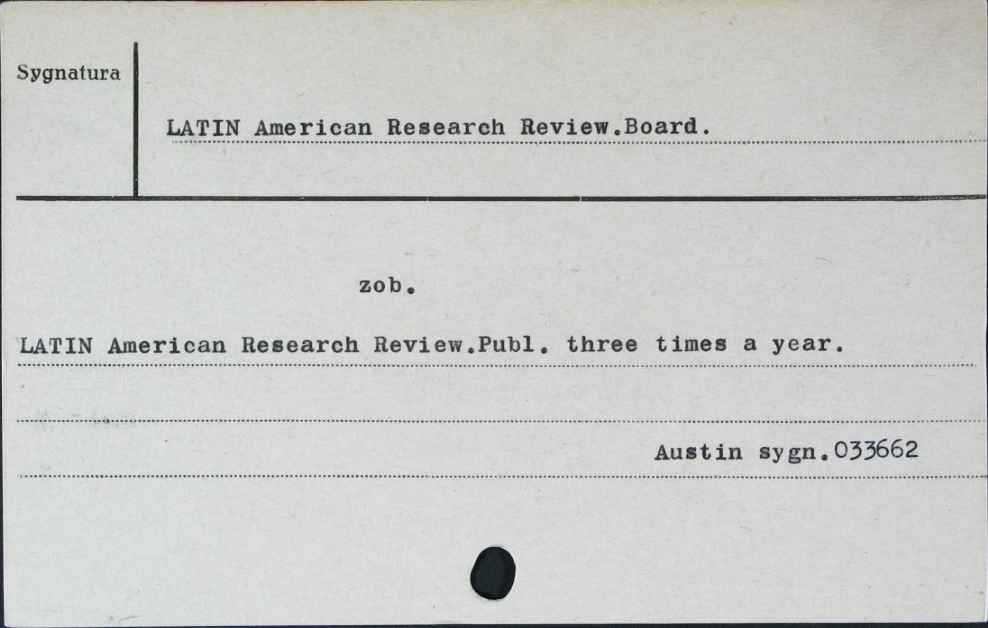 Sygnatura
LATIN American Research Review.Board.
zob.
LATIN American Research Review.Publ. three times a year.
Austin sygn.033662